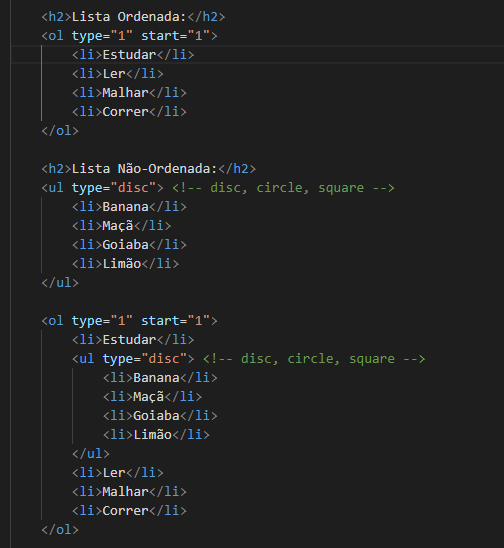 <h2>Lista Ordenada:</h2>
<ol type="1" start="1">
<li>Estudar</li>
<li>Ler</li>
<li>Malhar</li>
<li>Correr</li>
</ol>
<h2>Lista Não-Ordenada:</h2>
<ul type="disc"> <!-- disc, circle, square -->
<li>Banana</li>
<li>Maçã</li>
<li>Goiaba</li>
<li>Limão</li>
</ul>
<ol type="1" start="1">
<li>Estudar</li>
<ul type="disc"> <!-- disc, circle, square -->
<li>Banana</li>
<li>Maçã</li>
<li>Goiaba</li>
<li>Limão</li>
</ul>
<li>Ler</li>
<li>Malhar</li>
<li>Correr</li>
</ol>